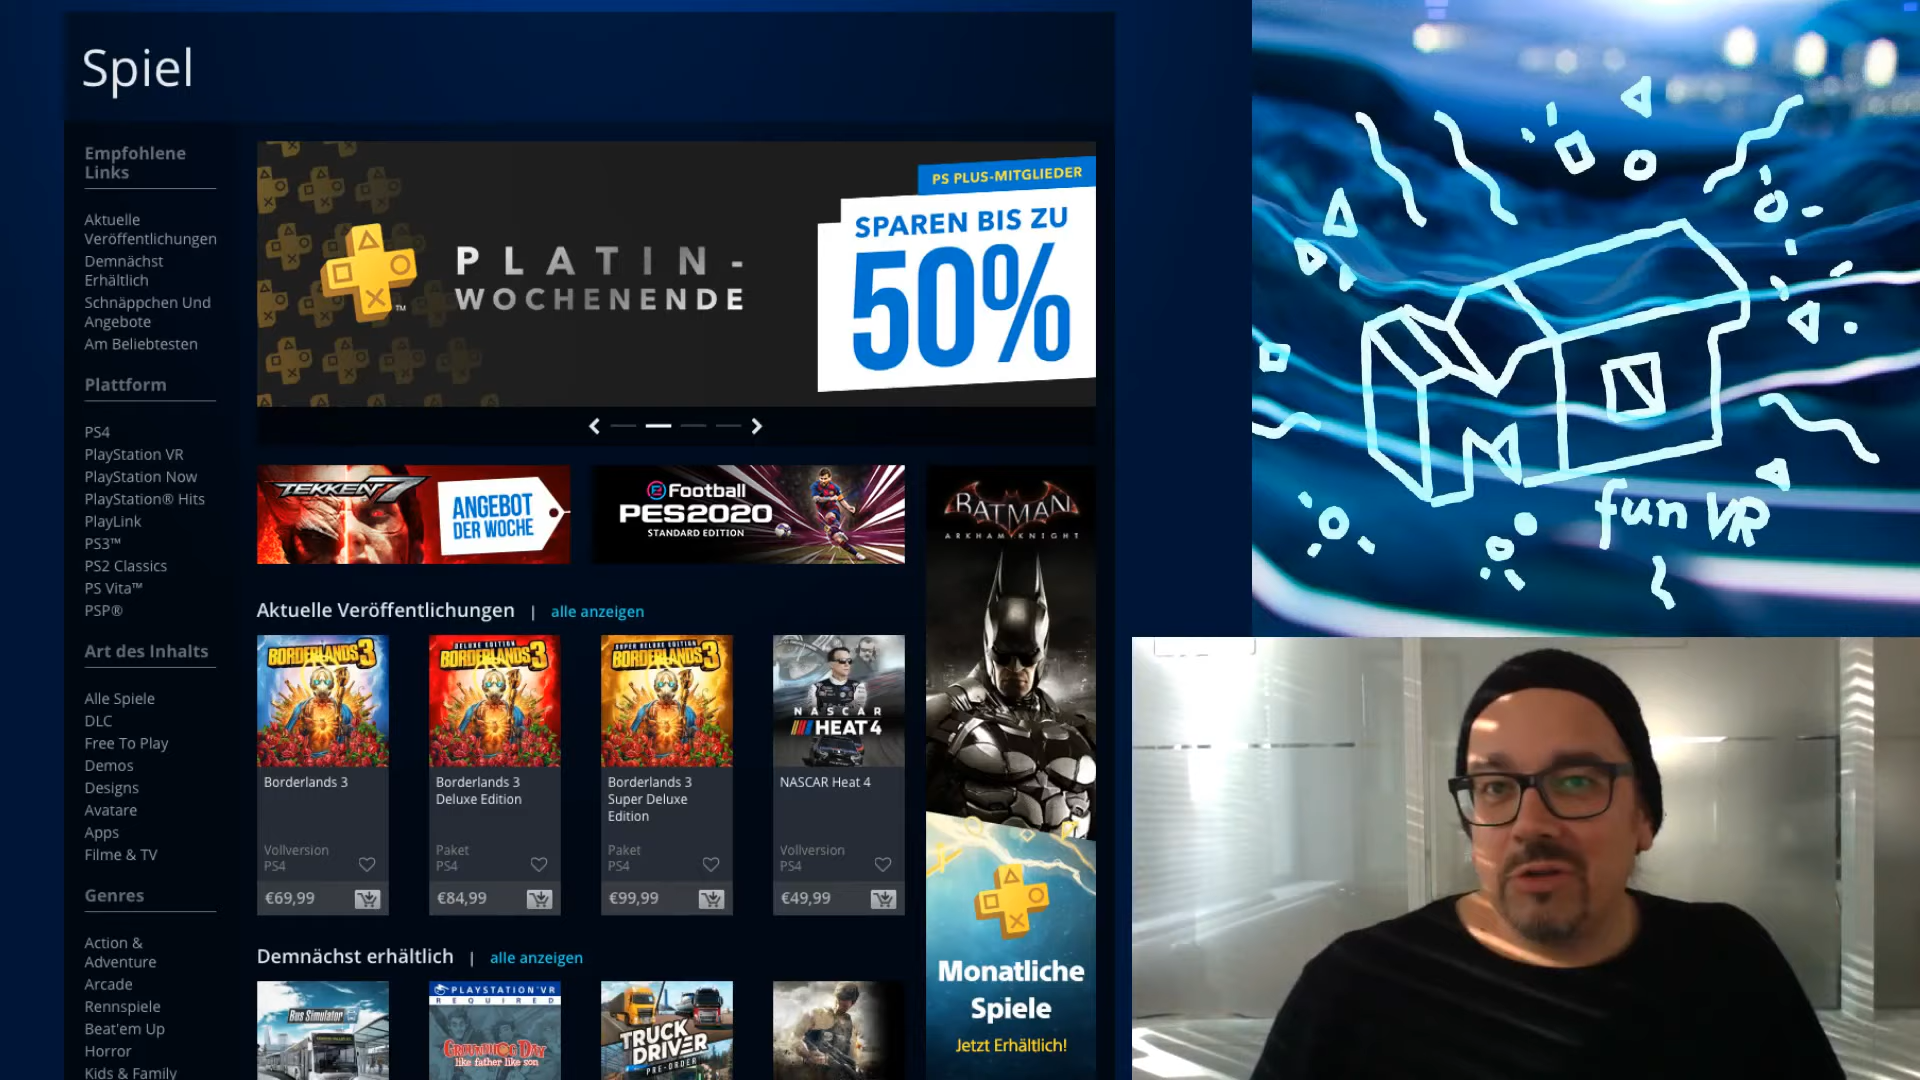 Spiel
Empfohlene
Links
Aktuelle
Veröffentlichungen
Demnächst
Erhältlich
Schnäppchen Und
Angebote
Am Beliebtesten
Plattform
PS4
PlayStation VR
PlayStation Now
PlayStation® Hits
PlayLink
PS3™
PS2 Classics
PS Vita™
PSP®
Art des Inhalts
Alle Spiele
DLC
Free To Play
Demos
Designs
Avatare
Apps
Filme & TV
Genres
Action &
Adventure
Arcade
Rennspiele
Beat'em Up
Horror
Kids & Family
PLATIN-
WOCHENENDE
™
PS PLUS-MITGLIEDER
SPAREN BIS ZU
50%
TEKKEN 7
ANGEBOT
DER WOCHE
eFootball
PES2020
STANDARD EDITION
BATMAN
ARKHAM KNIGHT
Aktuelle Veröffentlichungen | alle anzeigen
BORDERLANDS 3
Borderlands 3
Vollversion
PS4
€69,99
DELUXE EDITION
BORDERLANDS 3
Borderlands 3
Deluxe Edition
Paket
PS4
€84,99
SUPER DELUXE EDITION
BORDERLANDS 3
Borderlands 3
Super Deluxe
Edition
Paket
PS4
€99,99
NASCAR
HEAT 4
NASCAR Heat 4
Vollversion
PS4
€49,99
Demnächst erhältlich | alle anzeigen
Bus Simulator
PLAYSTATION®VR
REQUIRED
GROUNDHOG DAY
like father like son
TRUCK
DRIVER
PRE-ORDER
Monatliche
Spiele
Jetzt Erhältlich!
fun VR